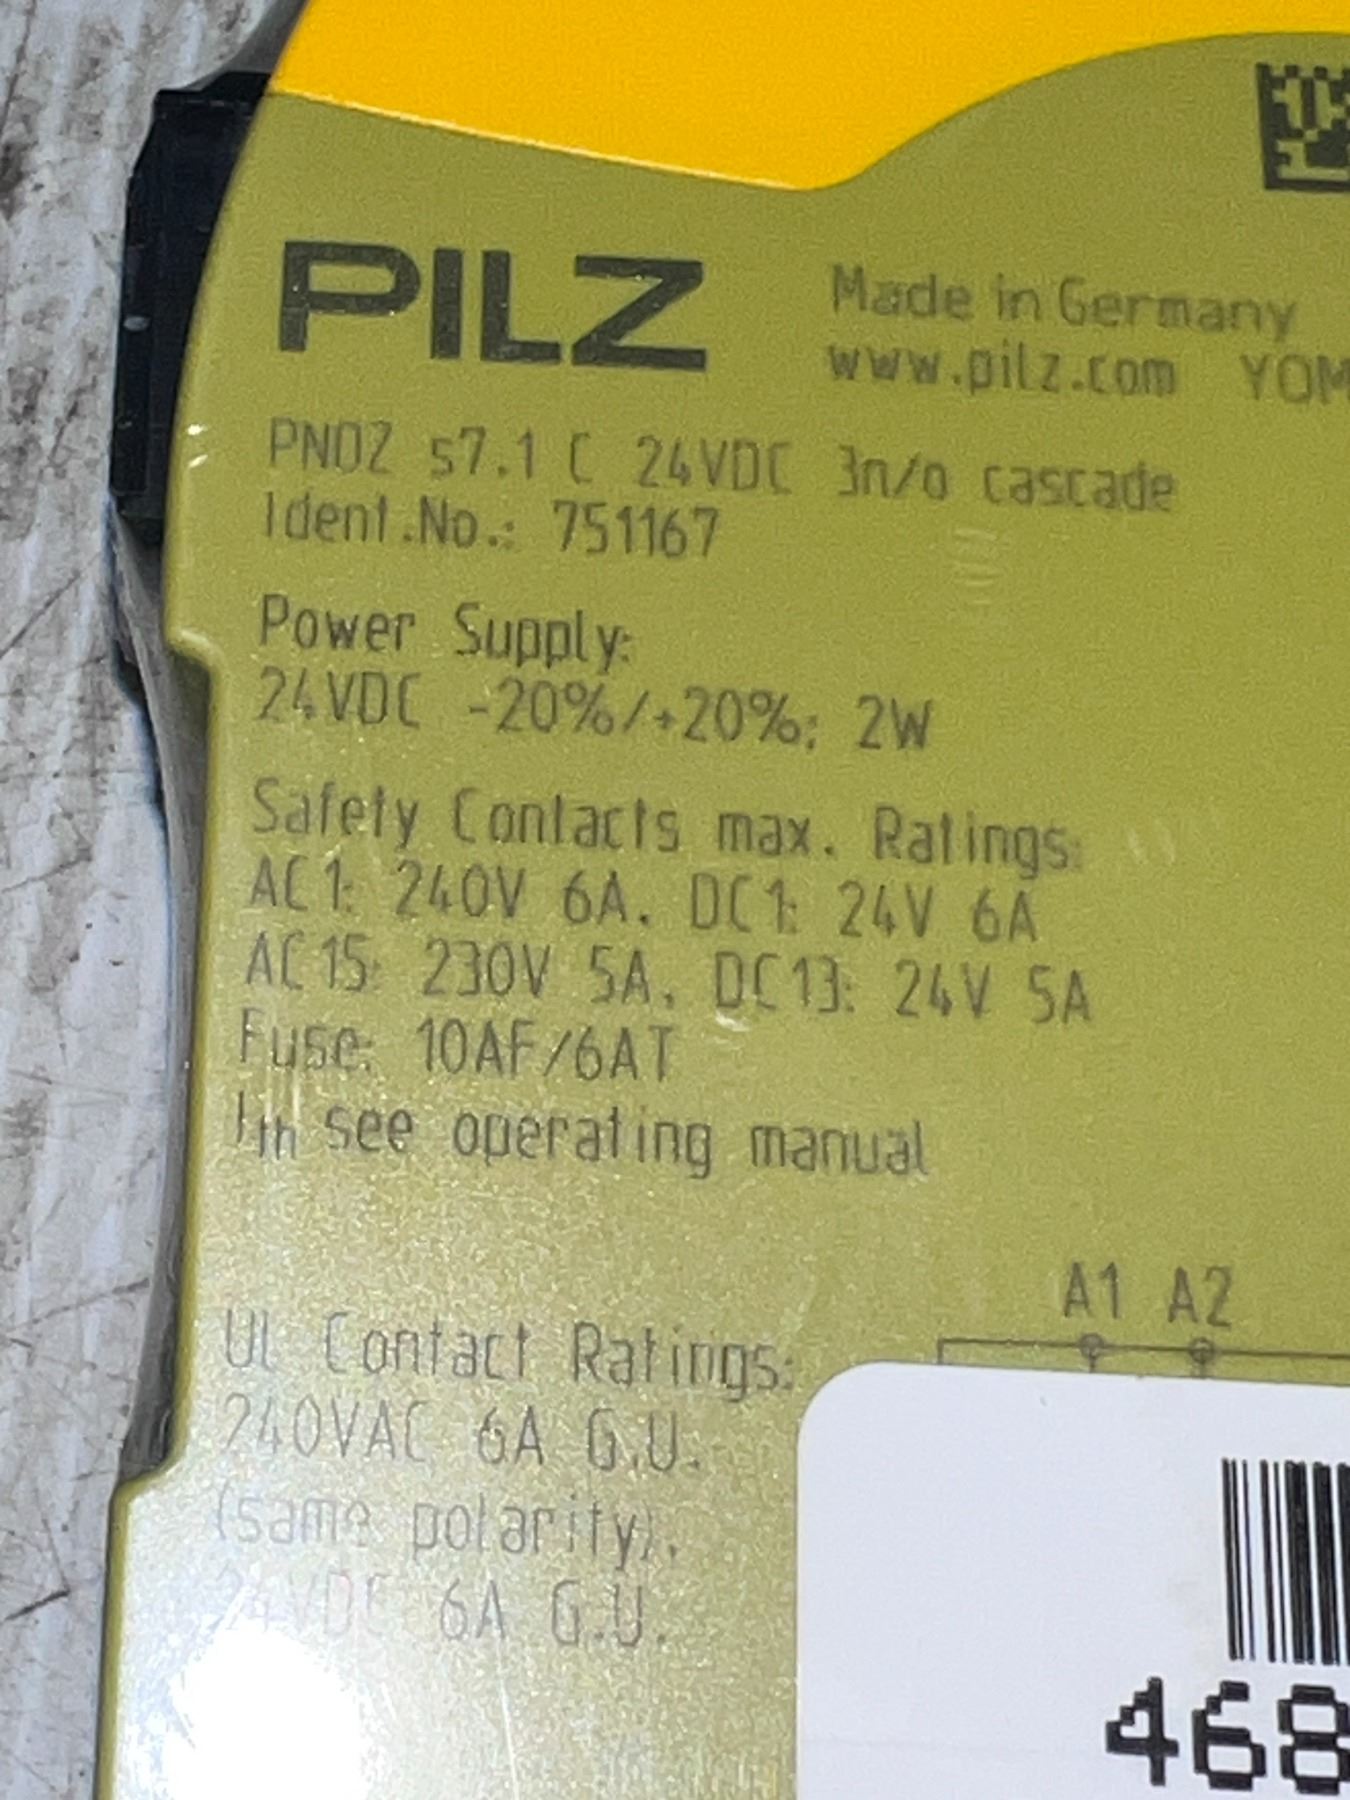 PILZ
Made in Germany
www.pilz.com YOM
PNOZ s7.1 C 24VDC 3n/o cascade
Ident.No.: 751167
Power Supply:
24VDC -20%/+20%; 2W
Safety Contacts max. Ratings:
AC1: 240V 6A, DC1: 24V 6A
AC15: 230V 5A, DC13: 24V 5A
Fuse: 10AF/6AT
Ith see operating manual
A1 A2
UL Contact Ratings:
240VAC 6A G.U.
(same polarity),
24VDC 6A G.U.
468